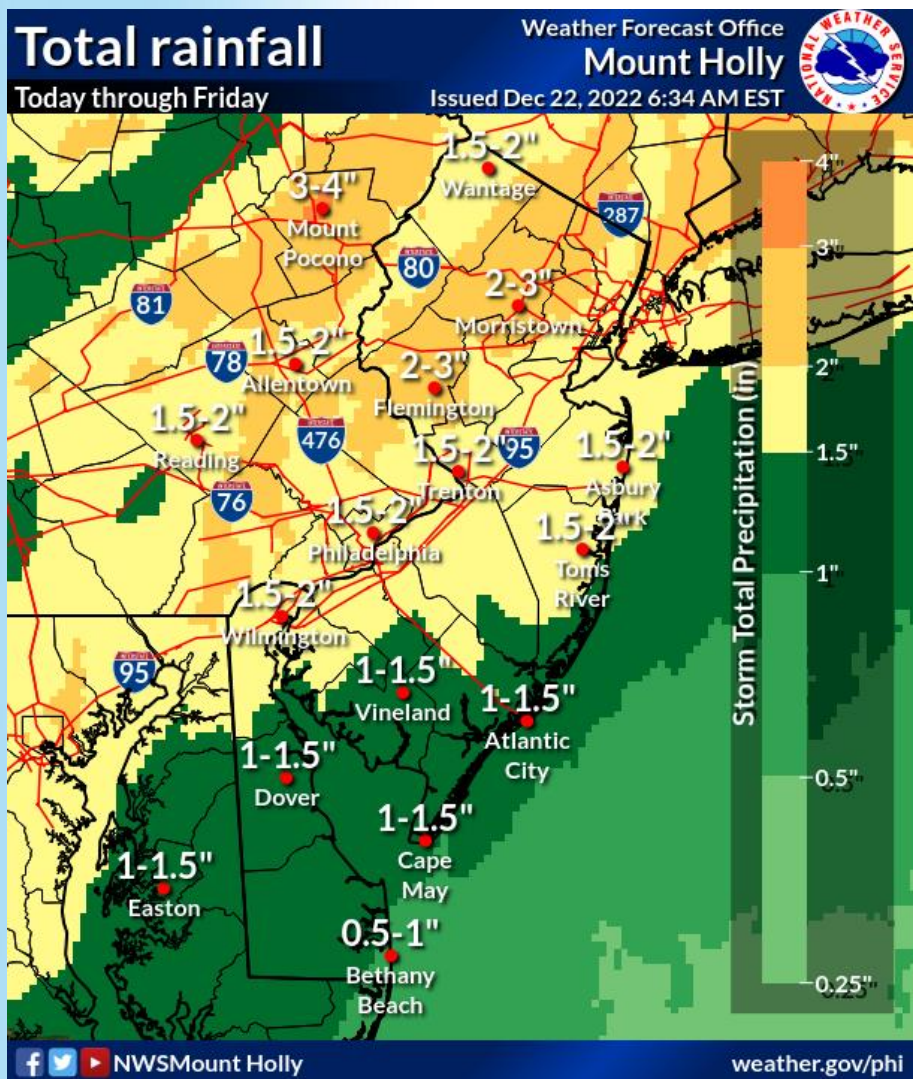 Total rainfall
Today through Friday
Weather Forecast Office
Mount Holly
Issued Dec 22, 2022 6:34 AM EST
NATIONAL WEATHER SERVICE
1.5-2"
Wantage
3-4"
Mount
Pocono
287
80
81
2-3"
Morristown
78
1.5-2"
Allentown
2-3"
Flemington
1.5-2"
Reading
476
1.5-2"
Trenton
95
1.5-2"
Asbury
Park
76
1.5-2"
Philadelphia
1.5-2"
Toms
River
1.5-2"
Wilmington
95
1-1.5"
Vineland
1-1.5"
Atlantic
City
1-1.5"
Dover
1-1.5"
Cape
May
1-1.5"
Easton
0.5-1"
Bethany
Beach
Storm Total Precipitation (in)
4"
3"
2"
1.5"
1"
0.5"
0.25"
NWSMount Holly
weather.gov/phi